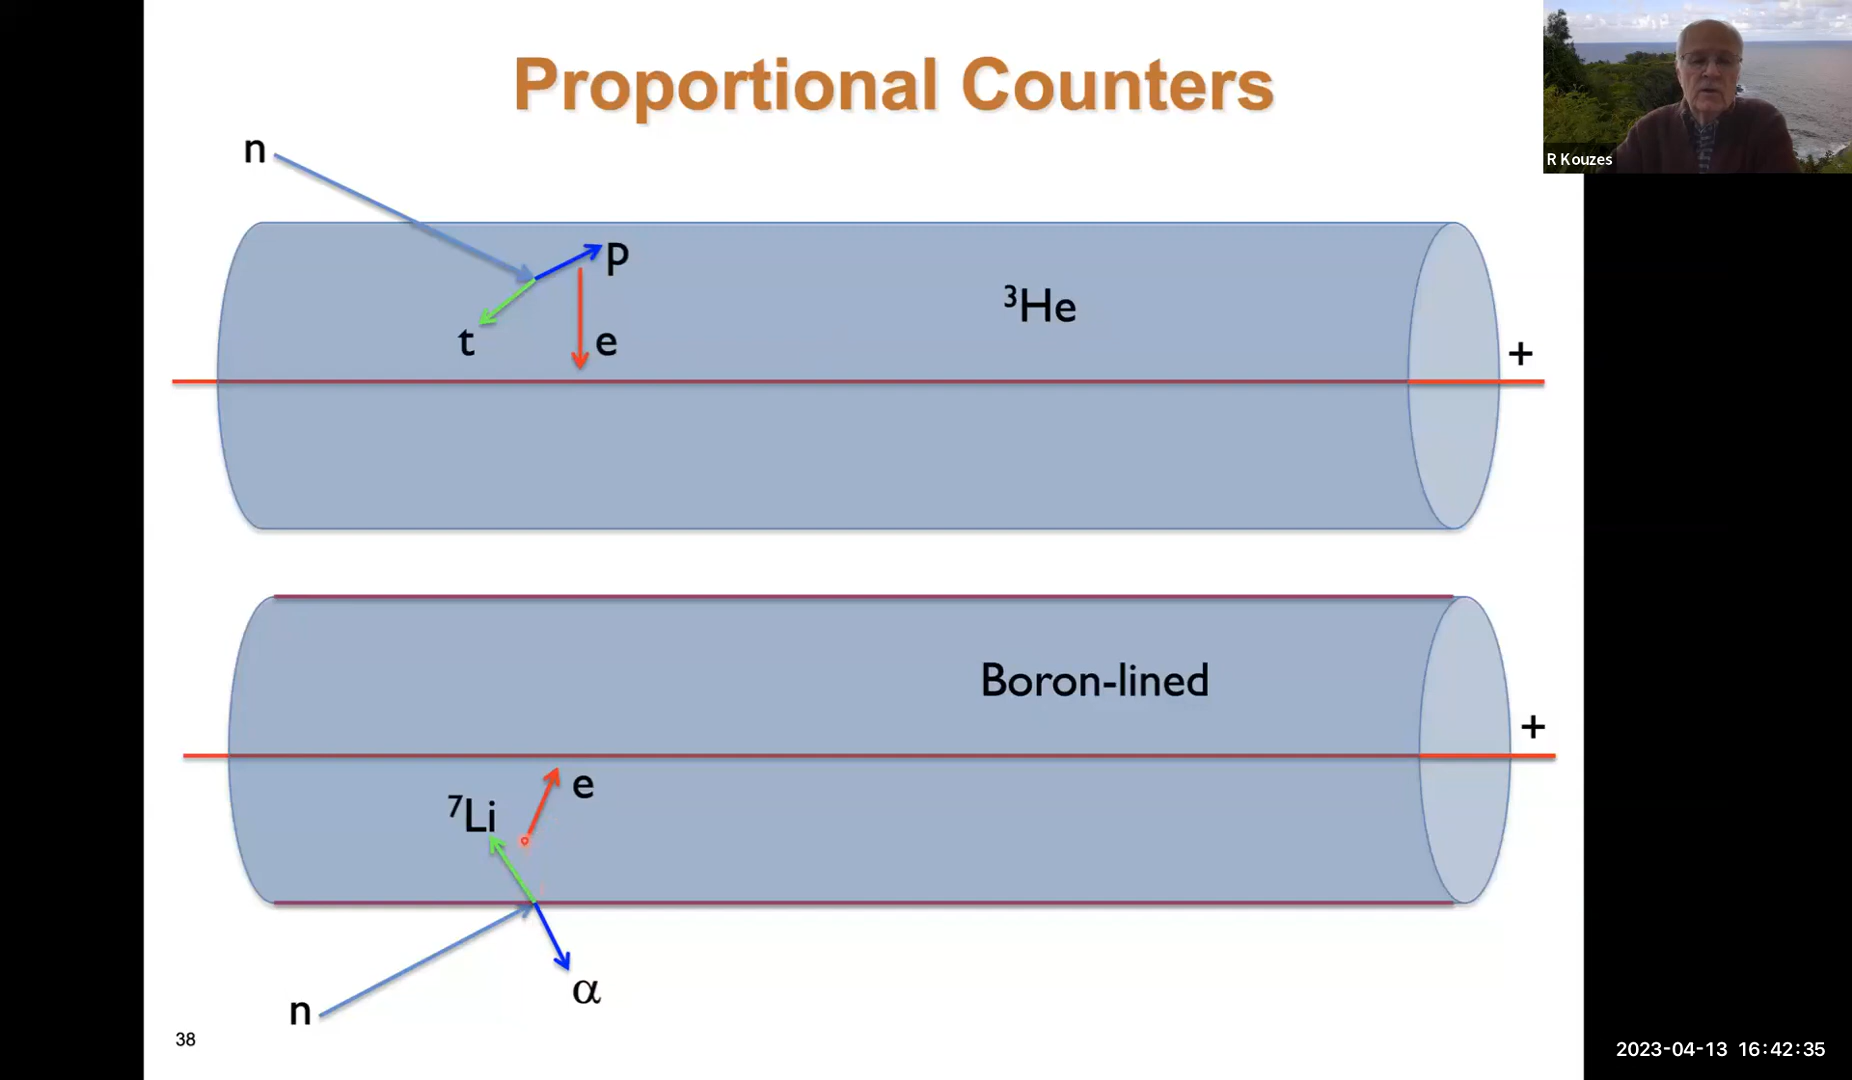 Proportional Counters
R Kouzes
n
p
³He
t
e
+
Boron-lined
+
e
⁷Li
α
n
38
2023-04-13 16:42:35